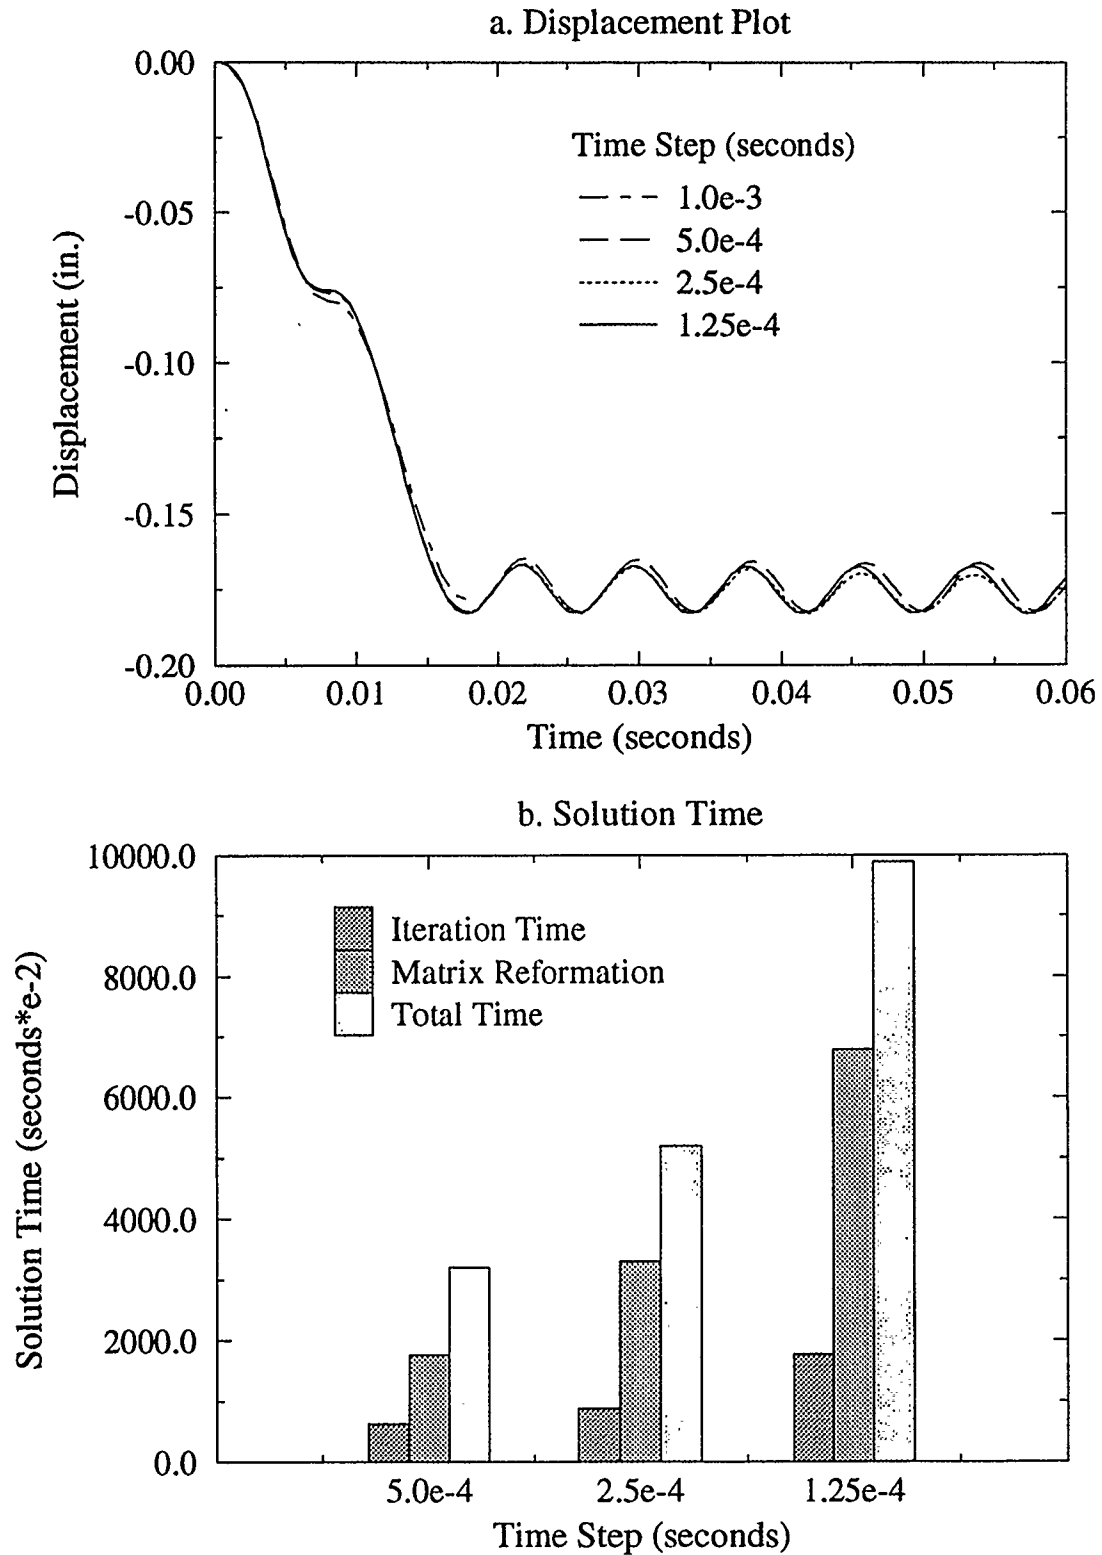 a. Displacement Plot
0.00
-0.05
-0.10
-0.15
-0.20
Displacement (in.)
Time Step (seconds)
1.0e-3
5.0e-4
2.5e-4
1.25e-4
0.00 0.01 0.02 0.03 0.04 0.05 0.06
Time (seconds)
b. Solution Time
10000.0
8000.0
6000.0
4000.0
2000.0
0.0
Solution Time (seconds*e-2)
Iteration Time
Matrix Reformation
Total Time
5.0e-4 2.5e-4 1.25e-4
Time Step (seconds)